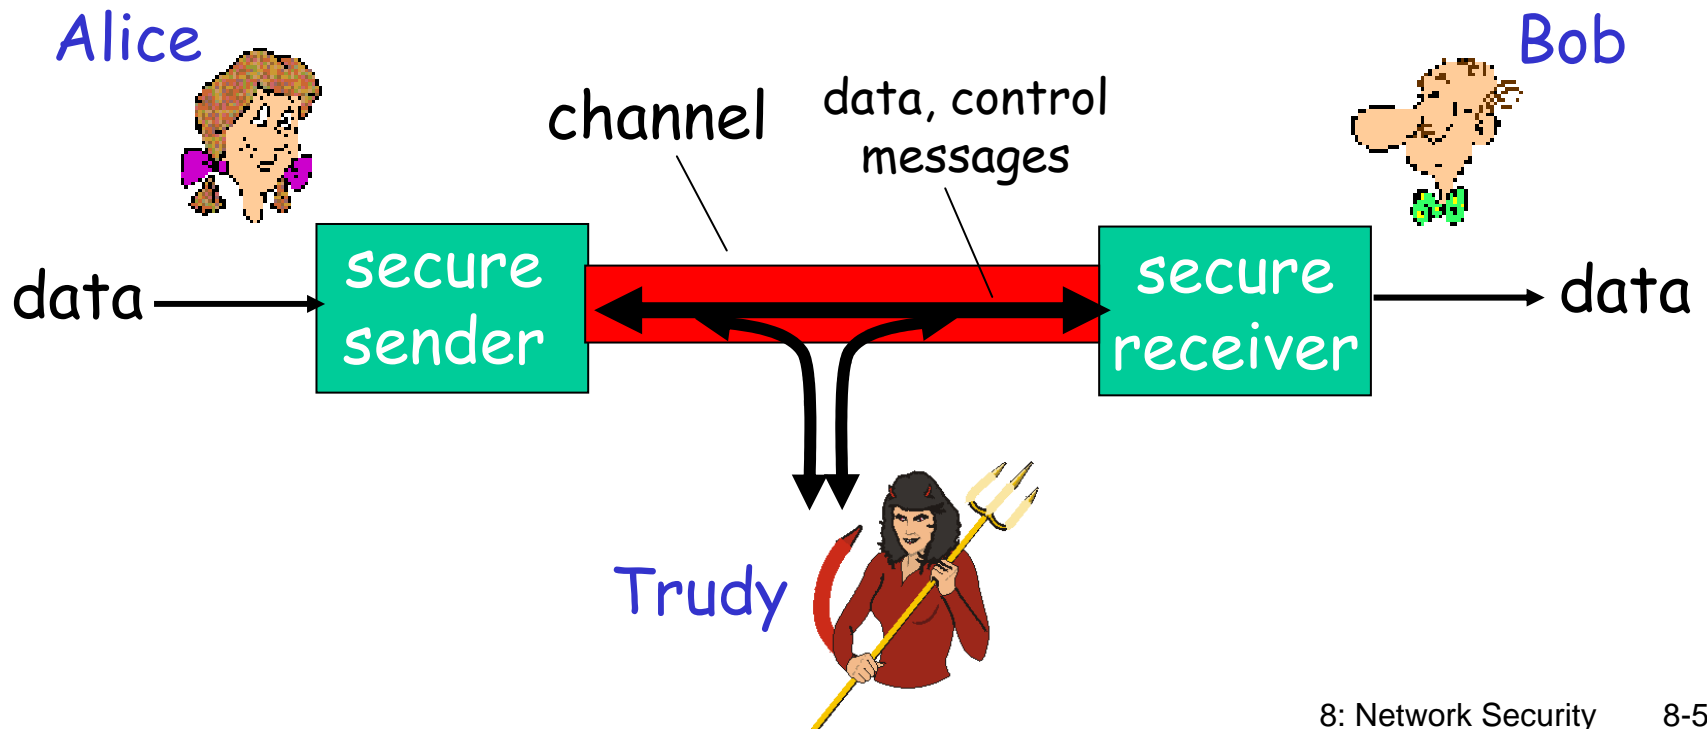 Alice
Bob
channel
data, control
messages
data
secure
sender
secure
receiver
data
Trudy
8: Network Security 8-5